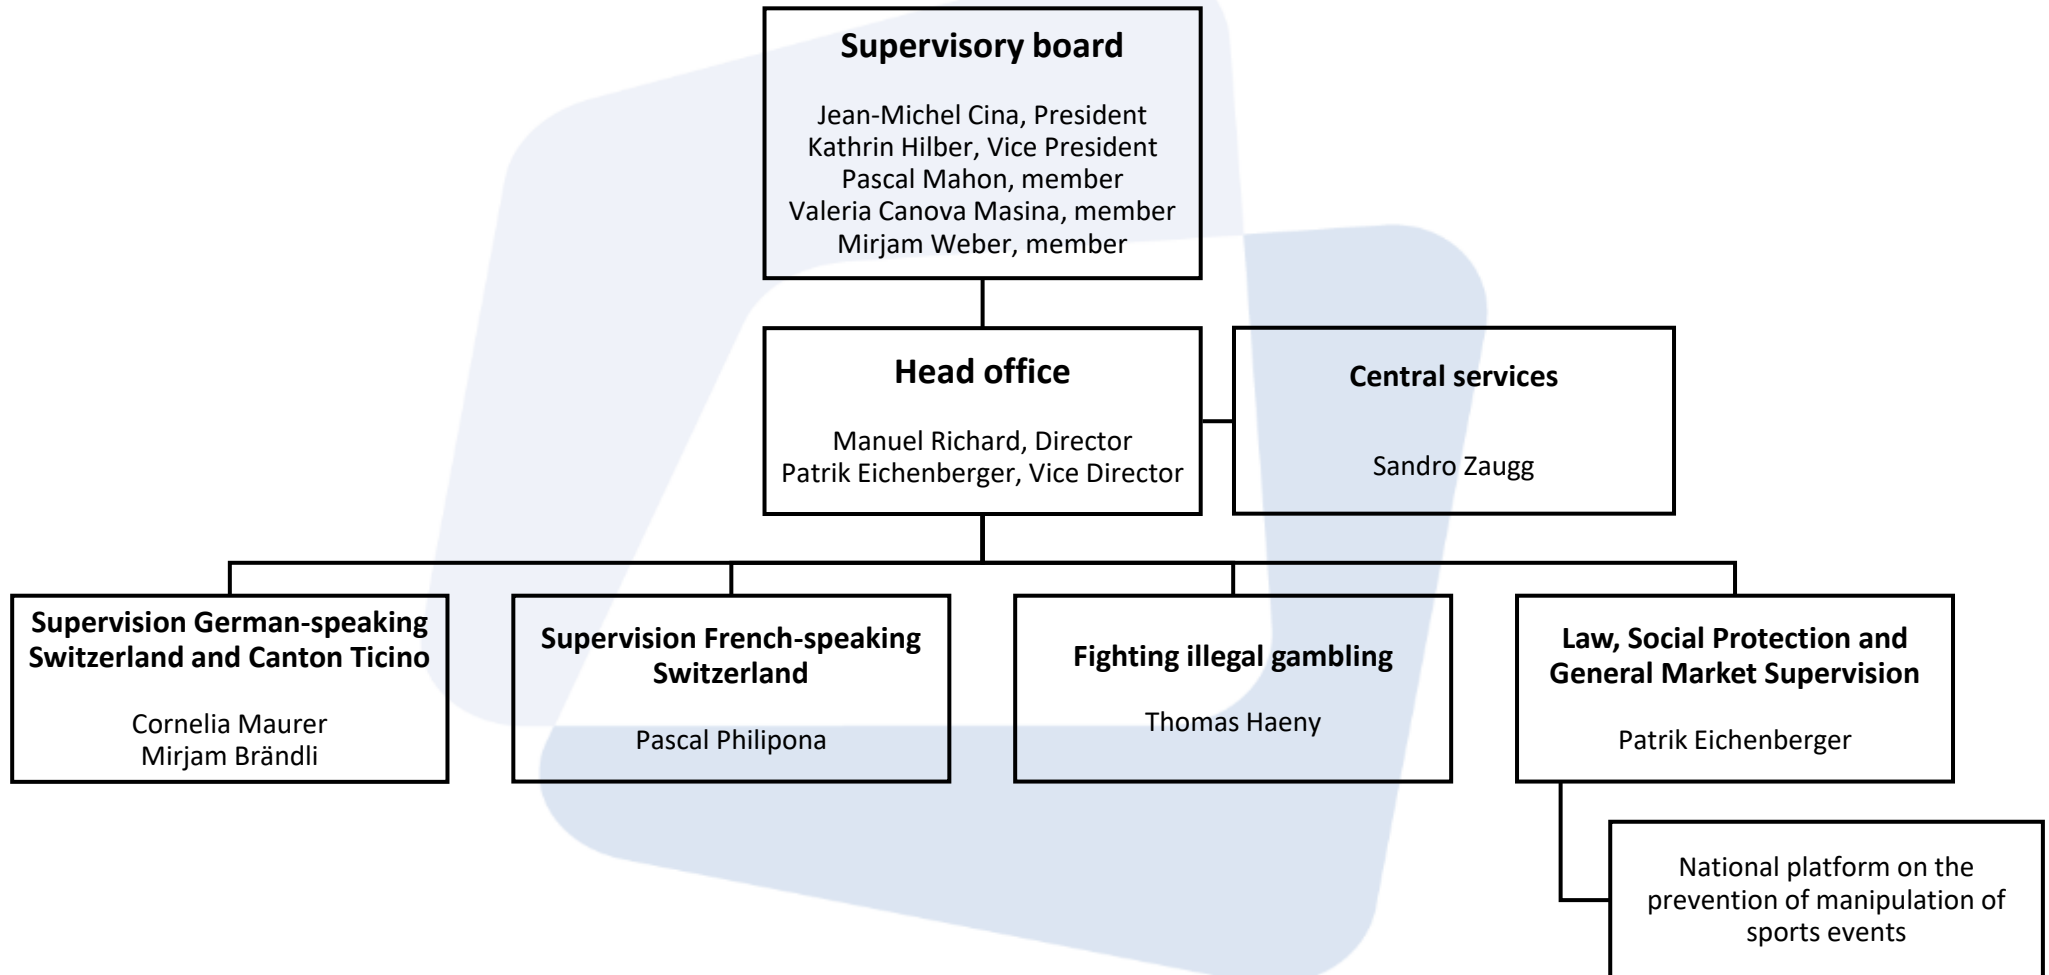 Supervisory board
Jean-Michel Cina, President
Kathrin Hilber, Vice President
Pascal Mahon, member
Valeria Canova Masina, member
Mirjam Weber, member
Head office
Manuel Richard, Director
Patrik Eichenberger, Vice Director
Central services
Sandro Zaugg
Supervision German-speaking
Switzerland and Canton Ticino
Cornelia Maurer
Mirjam Brändli
Supervision French-speaking
Switzerland
Pascal Philipona
Fighting illegal gambling
Thomas Haeny
Law, Social Protection and
General Market Supervision
Patrik Eichenberger
National platform on the
prevention of manipulation of
sports events